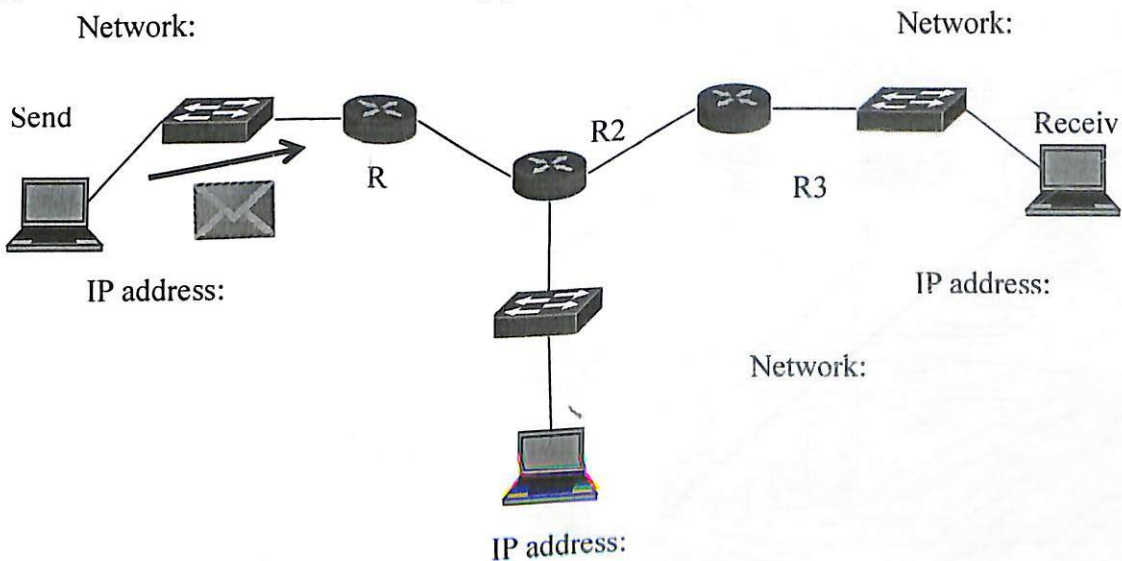 Network:
Network:
Send
R2
Receiv
R
R3
IP address:
IP address:
Network:
IP address: